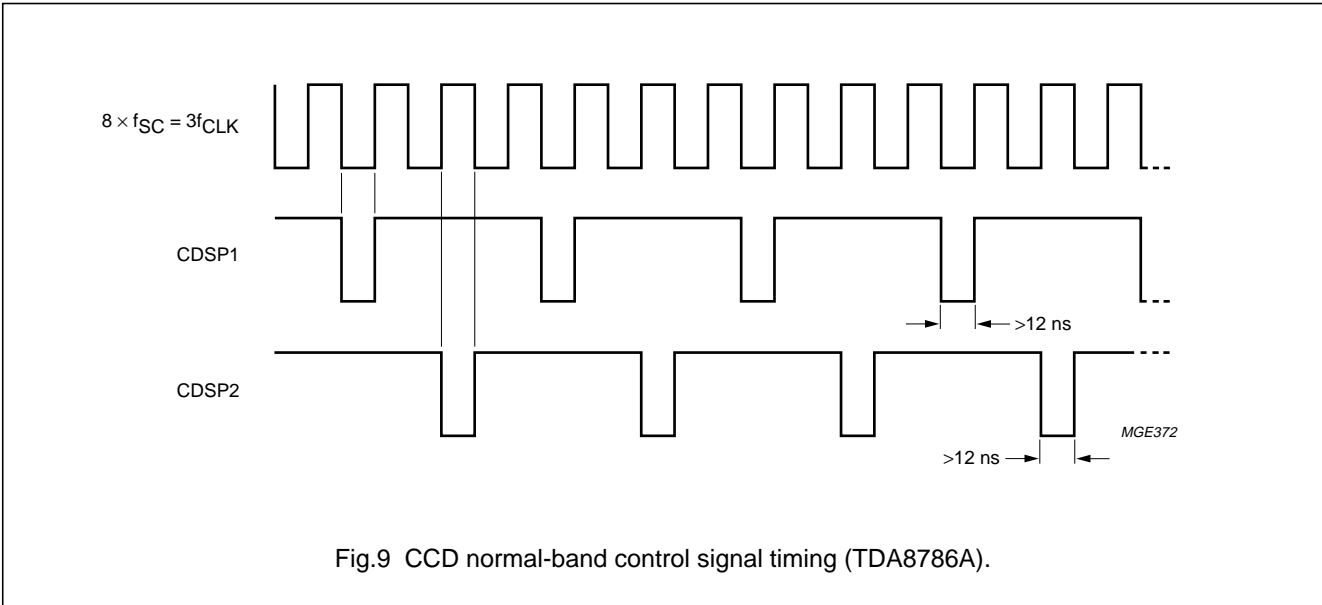 8 × fSC = 3fCLK
CDSP1
>12 ns
CDSP2
MGE372
>12 ns
Fig.9 CCD normal-band control signal timing (TDA8786A).